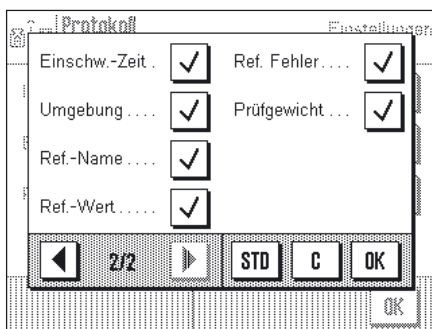 Protokoll
Einstellungen
Einschw.-Zeit .
Ref. Fehler....
Umgebung ....
Prüfgewicht ...
Ref.-Name ....
Ref.-Wert.....
2/2
STD
C
OK
OK